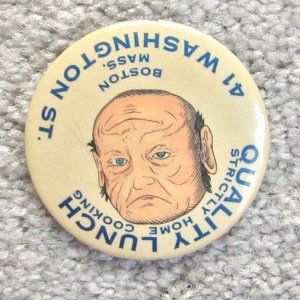 QUALITY LUNCH
STRICTLY HOME
COOKING
BOSTON
MASS.
41 WASHINGTON ST.